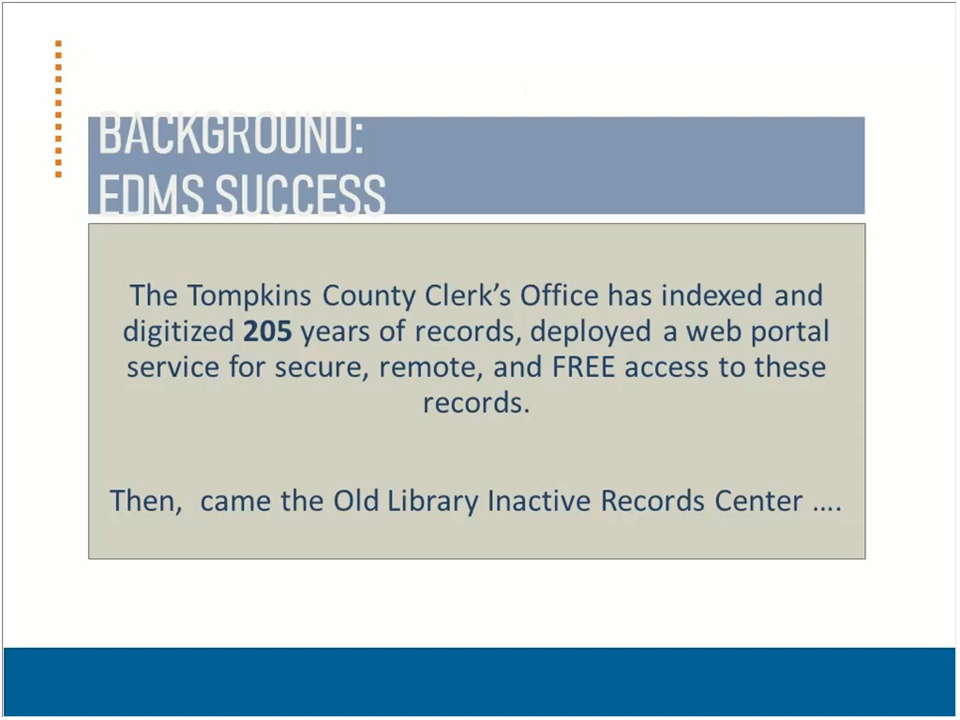 BACKGROUND:
EDMS SUCCESS
The Tompkins County Clerk’s Office has indexed and
digitized 205 years of records, deployed a web portal
service for secure, remote, and FREE access to these
records.
Then,  came the Old Library Inactive Records Center ….